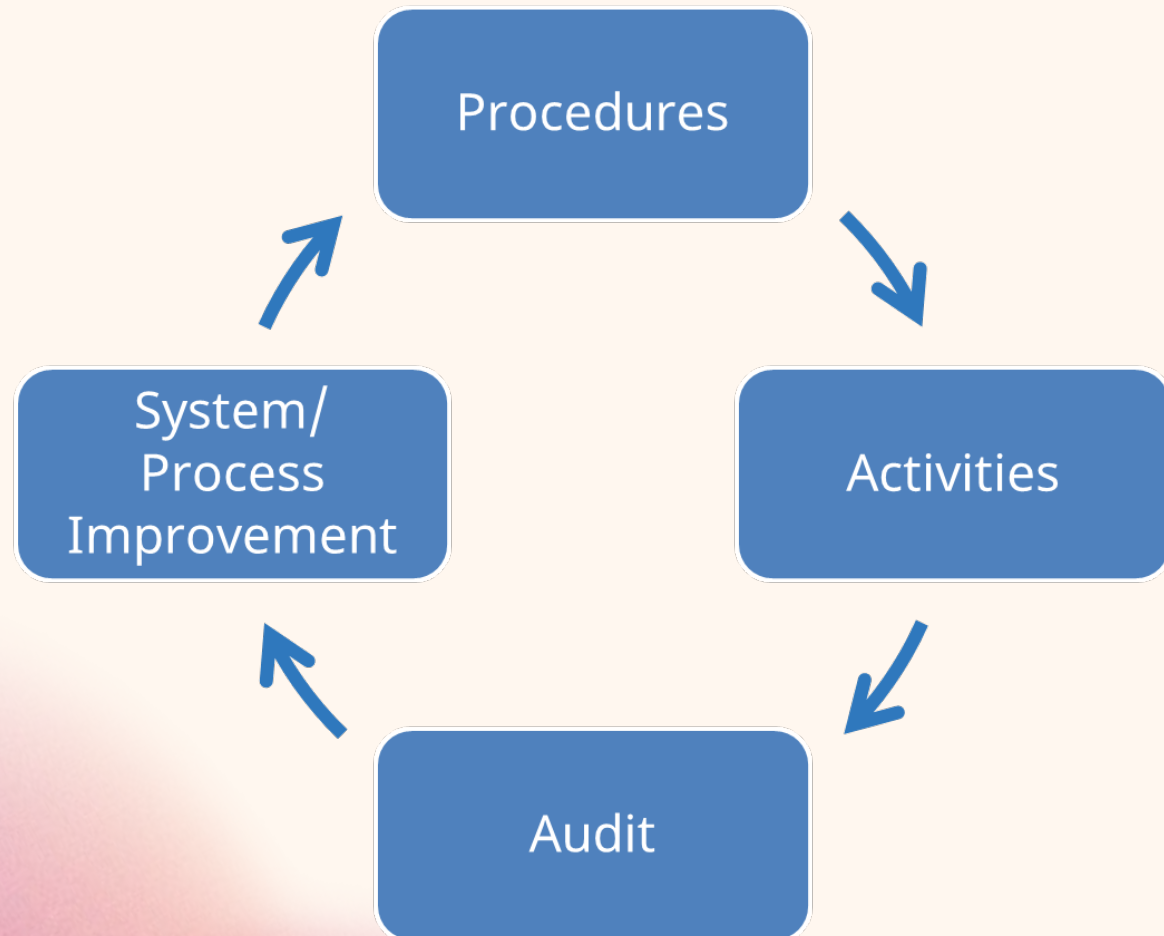 Procedures
Activities
Audit
System/
Process
Improvement